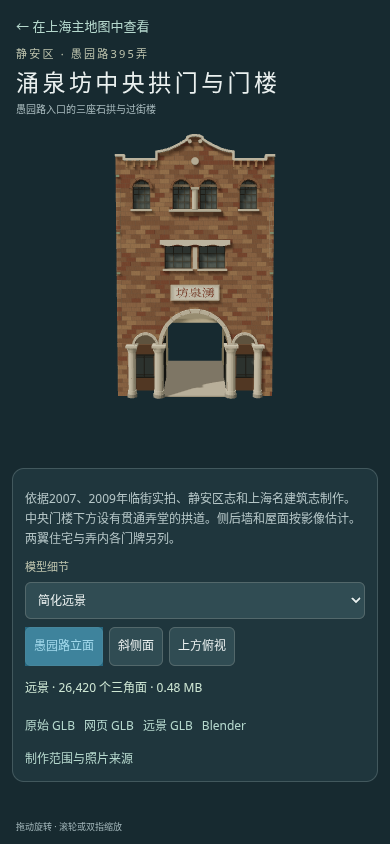 ← 在上海主地图中查看
静安区 · 愚园路395弄
涌泉坊中央拱门与门楼
愚园路入口的三座石拱与过街楼
坊泉湧
依据2007、2009年临街实拍、静安区志和上海名建筑志制作。
中央门楼下方设有贯通弄堂的拱道。侧后墙和屋面按影像估计。
两翼住宅与弄内各门牌另列。
模型细节
简化远景
愚园路立面 斜侧面 上方俯视
远景 · 26,420 个三角面 · 0.48 MB
原始 GLB 网页 GLB 远景 GLB Blender
制作范围与照片来源
拖动旋转 · 滚轮或双指缩放